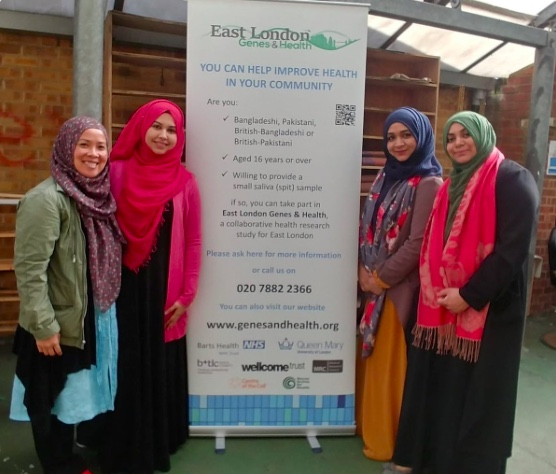 East London
Genes & Health
YOU CAN HELP IMPROVE HEALTH
IN YOUR COMMUNITY
Are you:
✓ Bangladeshi, Pakistani,
British-Bangladeshi or
British-Pakistani
✓ Aged 16 years or over
✓ Willing to provide a
small saliva (spit) sample
if so, you can take part in
East London Genes & Health,
a collaborative health research
study for East London
Please ask here for more information
or call us on
020 7882 2366
You can also visit our website
www.genesandhealth.org
Barts Health NHS
NHS Trust
Queen Mary
University of London
wellcome trust
MRC
Centre of the Cell